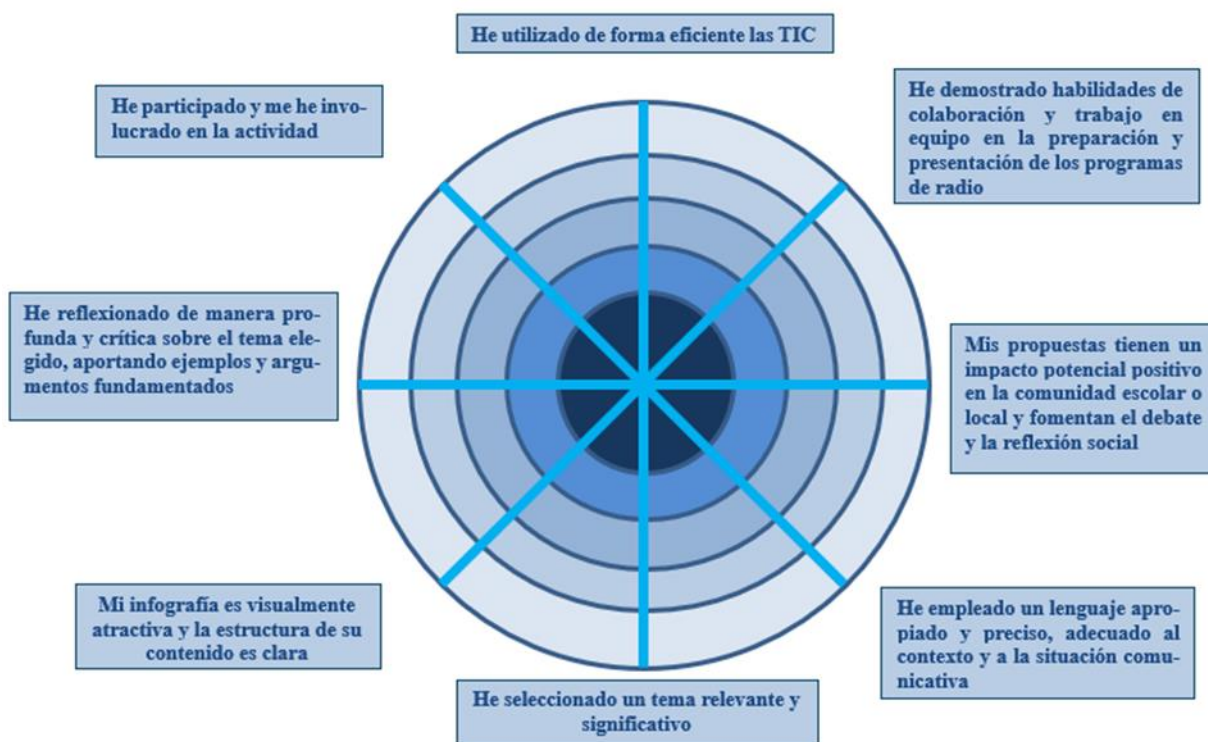 He utilizado de forma eficiente las TIC
He participado y me he invo-
lucrado en la actividad
He demostrado habilidades de
colaboración y trabajo en
equipo en la preparación y
presentación de los programas
de radio
He reflexionado de manera pro-
funda y crítica sobre el tema ele-
gido, aportando ejemplos y argu-
mentos fundamentados
Mis propuestas tienen un
impacto potencial positivo
en la comunidad escolar o
local y fomentan el debate
y la reflexión social
Mi infografía es visualmente
atractiva y la estructura de su
contenido es clara
He empleado un lenguaje apro-
piado y preciso, adecuado al
contexto y a la situación comu-
nicativa
He seleccionado un tema relevante y
significativo